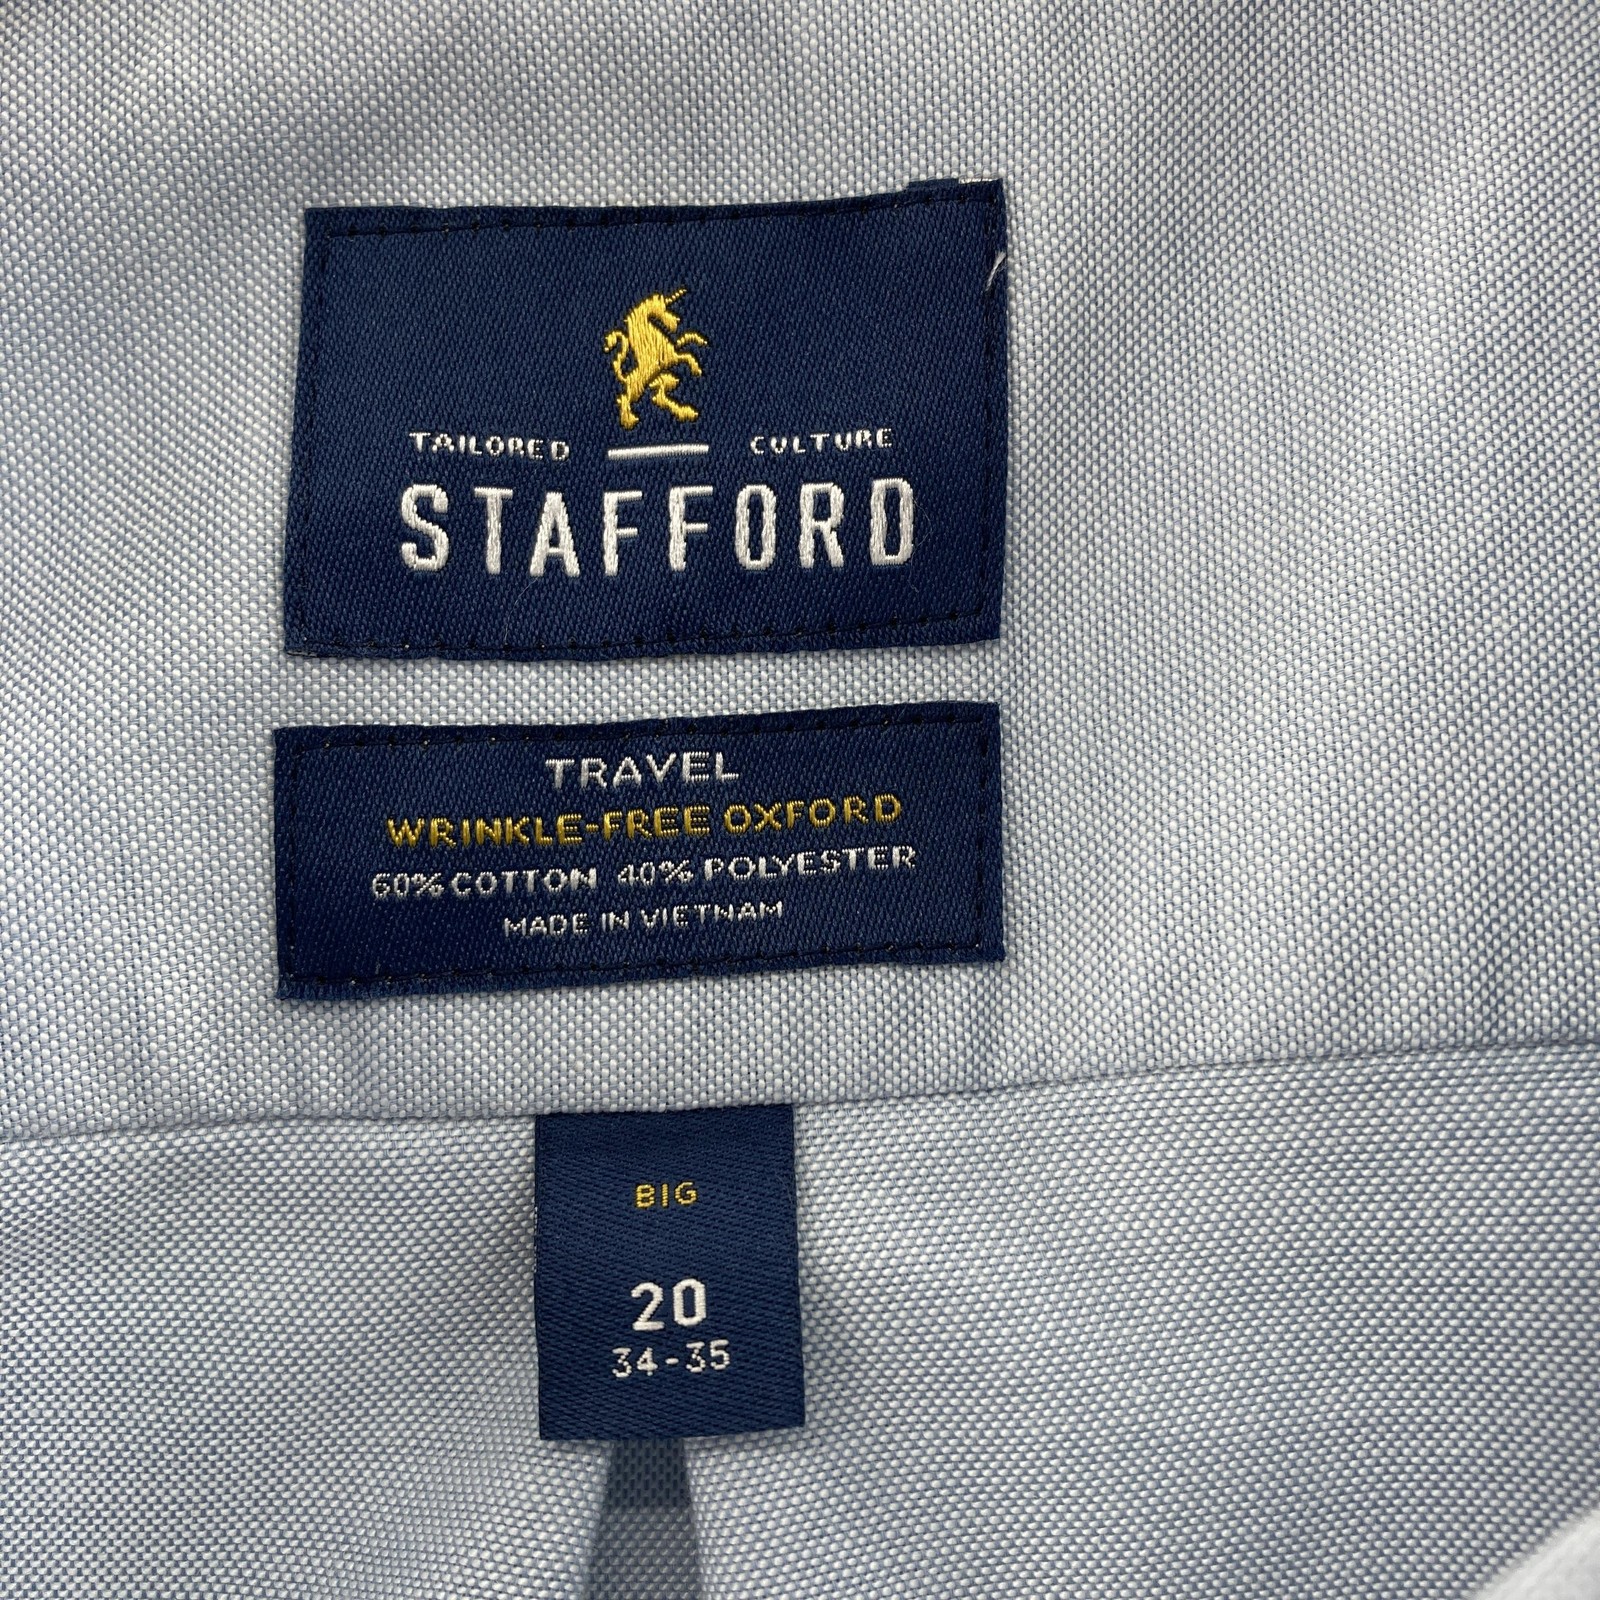 TAILORED CULTURE
STAFFORD
TRAVEL
WRINKLE-FREE OXFORD
60% COTTON 40% POLYESTER
MADE IN VIETNAM
BIG
20
34-35